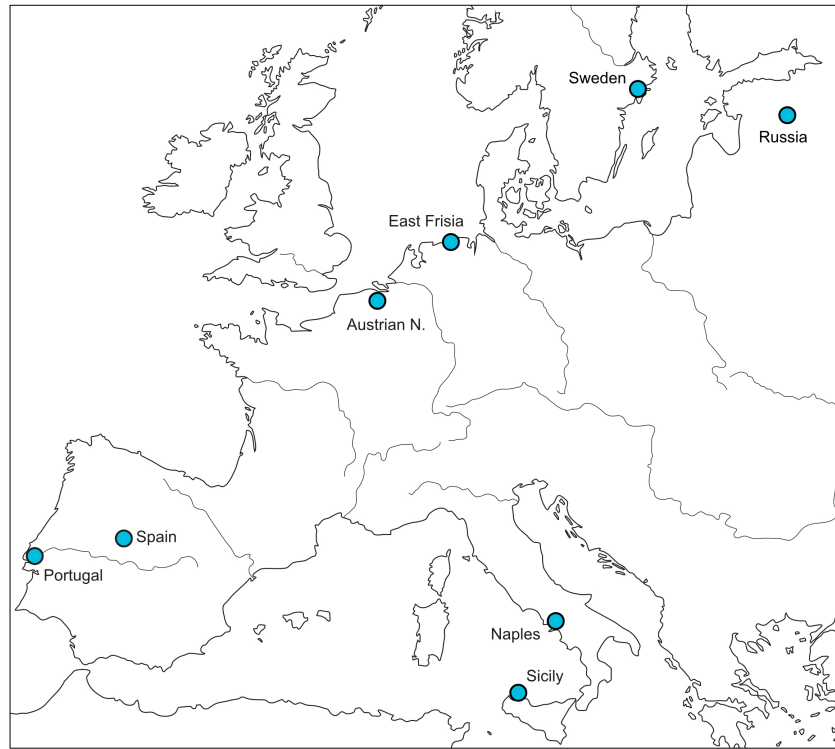 Sweden
Russia
East Frisia
Austrian N.
Spain
Portugal
Naples
Sicily